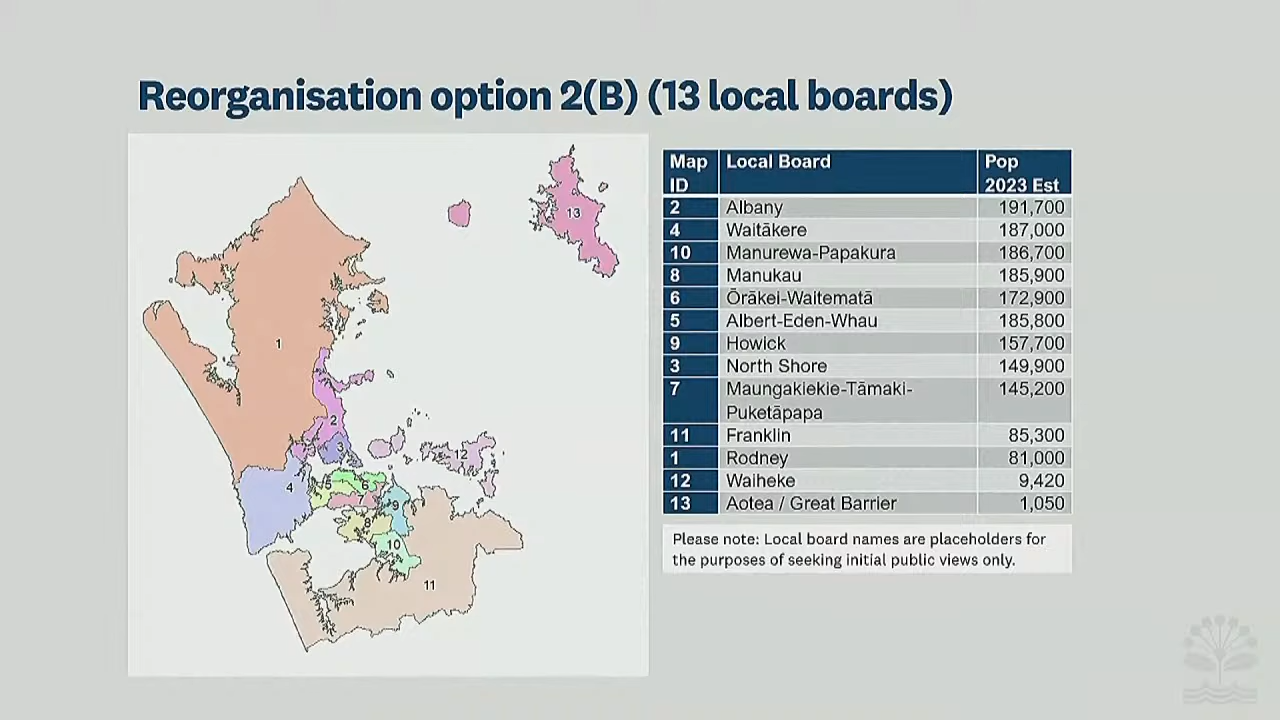 Reorganisation option 2(B) (13 local boards)
13
1
2
3
12
4
5
6
7
9
8
10
11
Map ID Local Board Pop 2023 Est
2 Albany 191,700
4 Waitākere 187,000
10 Manurewa-Papakura 186,700
8 Manukau 185,900
6 Ōrākei-Waitematā 172,900
5 Albert-Eden-Whau 185,800
9 Howick 157,700
3 North Shore 149,900
7 Maungakiekie-Tāmaki- 145,200
Puketāpapa
11 Franklin 85,300
1 Rodney 81,000
12 Waiheke 9,420
13 Aotea / Great Barrier 1,050
Please note: Local board names are placeholders for
the purposes of seeking initial public views only.